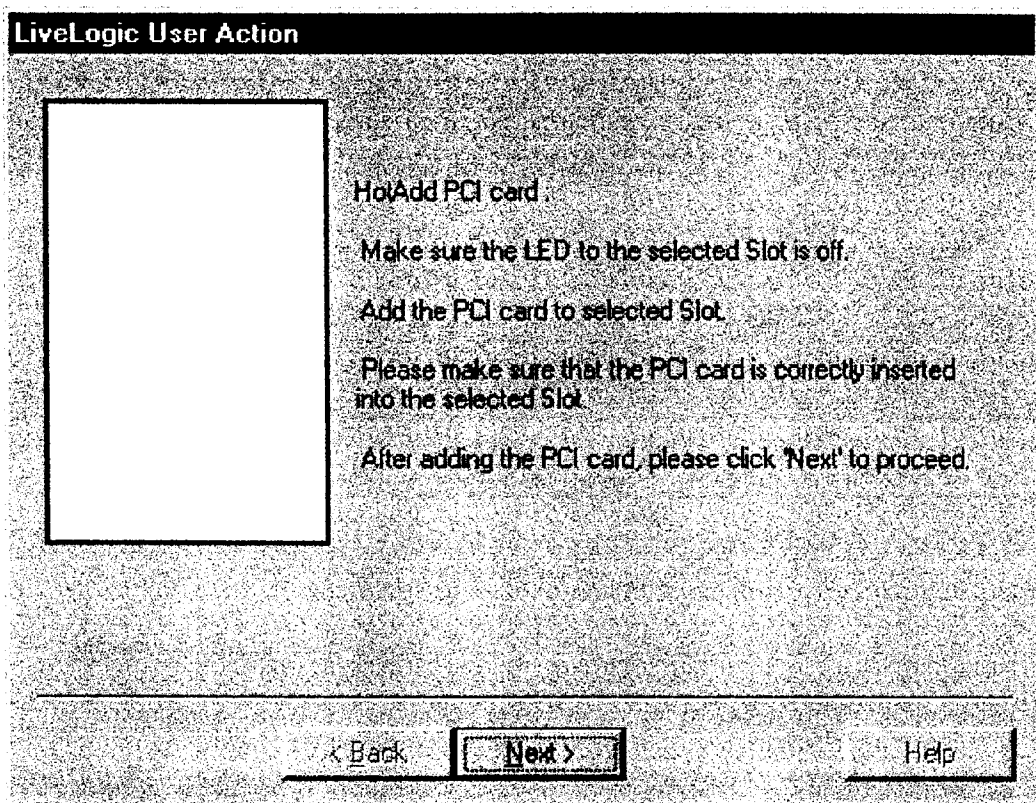 LiveLogic User Action
HotAdd PCI card .
Make sure the LED to the selected Slot is off.
Add the PCI card to selected Slot.
Please make sure that the PCI card is correctly inserted
into the selected Slot.
After adding the PCI card, please click 'Next' to proceed.
< Back
Next >
Help